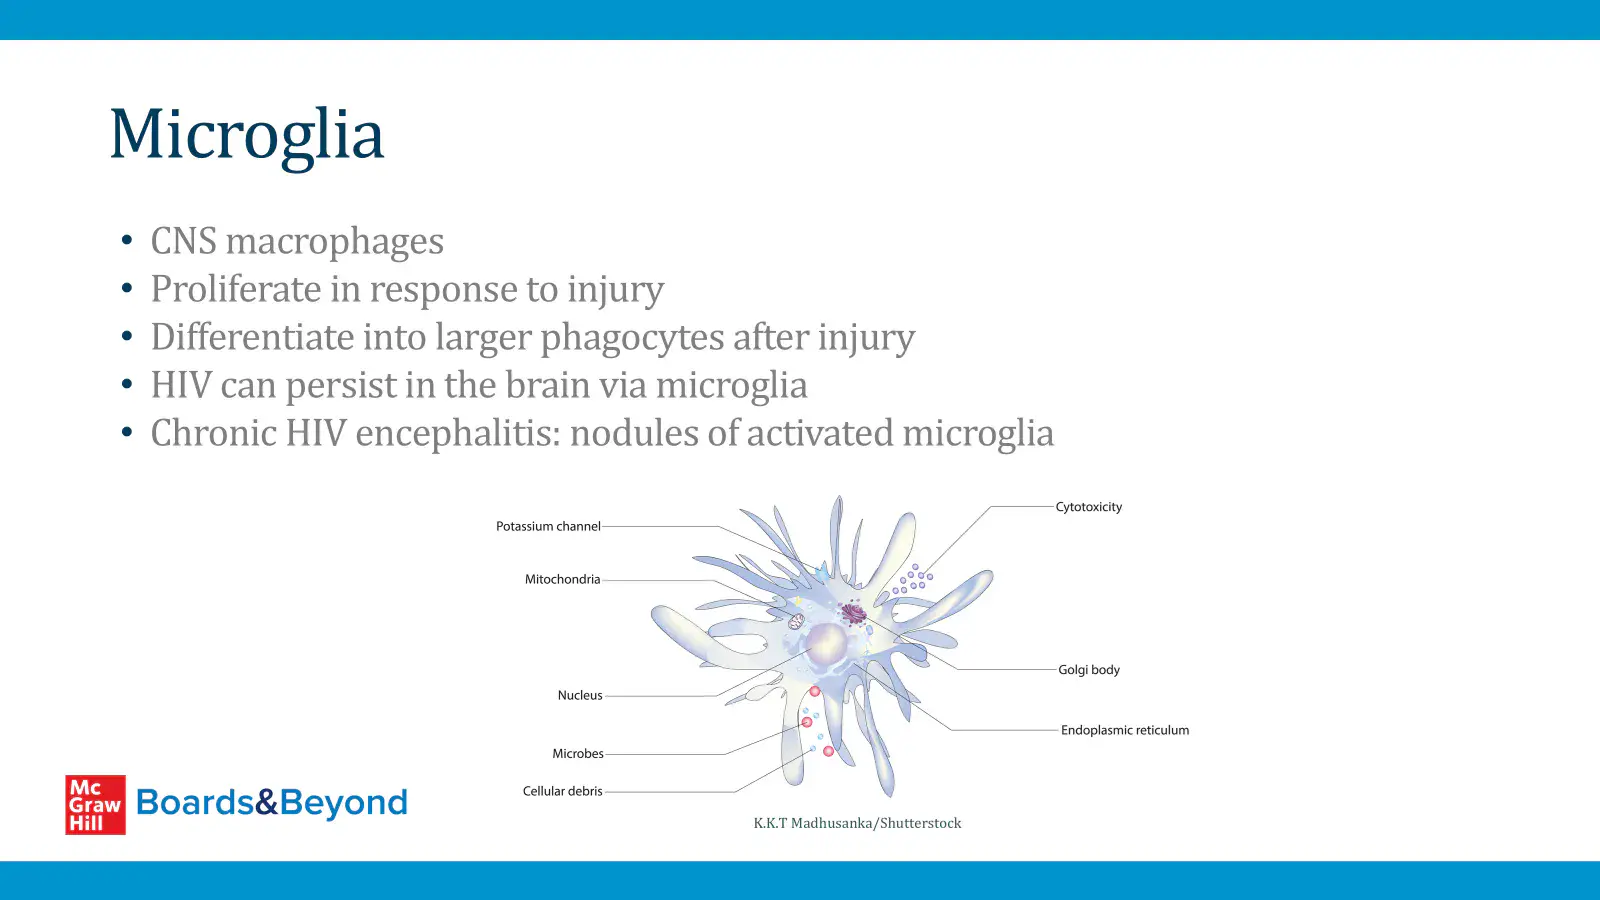 Microglia
• CNS macrophages
• Proliferate in response to injury
• Differentiate into larger phagocytes after injury
• HIV can persist in the brain via microglia
• Chronic HIV encephalitis: nodules of activated microglia
Potassium channel
Cytotoxicity
Mitochondria
Golgi body
Nucleus
Endoplasmic reticulum
Microbes
Cellular debris
Mc
Graw
Hill
Boards&Beyond
K.K.T Madhusanka/Shutterstock